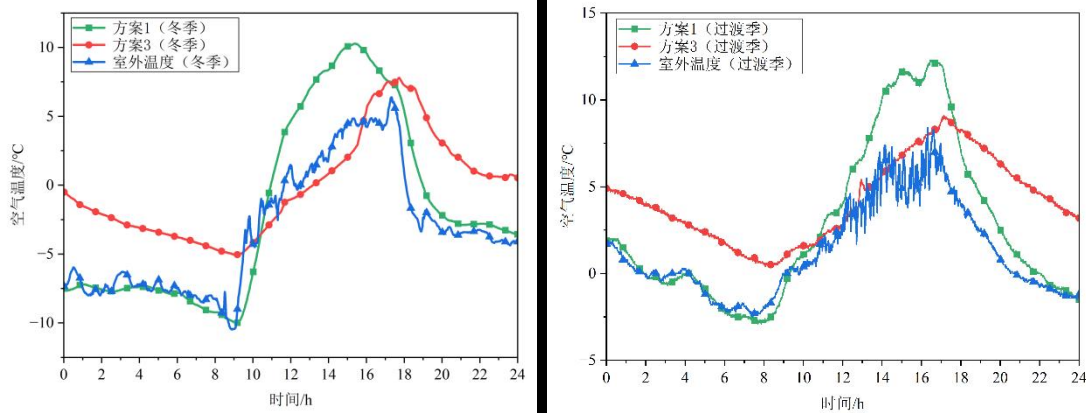 方案1（冬季）
方案3（冬季）
室外温度（冬季）
10
5
0
−5
−10
空气温度/℃
0 2 4 6 8 10 12 14 16 18 20 22 24
时间/h
方案1（过渡季）
方案3（过渡季）
室外温度（过渡季）
15
10
5
0
−5
空气温度/℃
0 2 4 6 8 10 12 14 16 18 20 22 24
时间/h